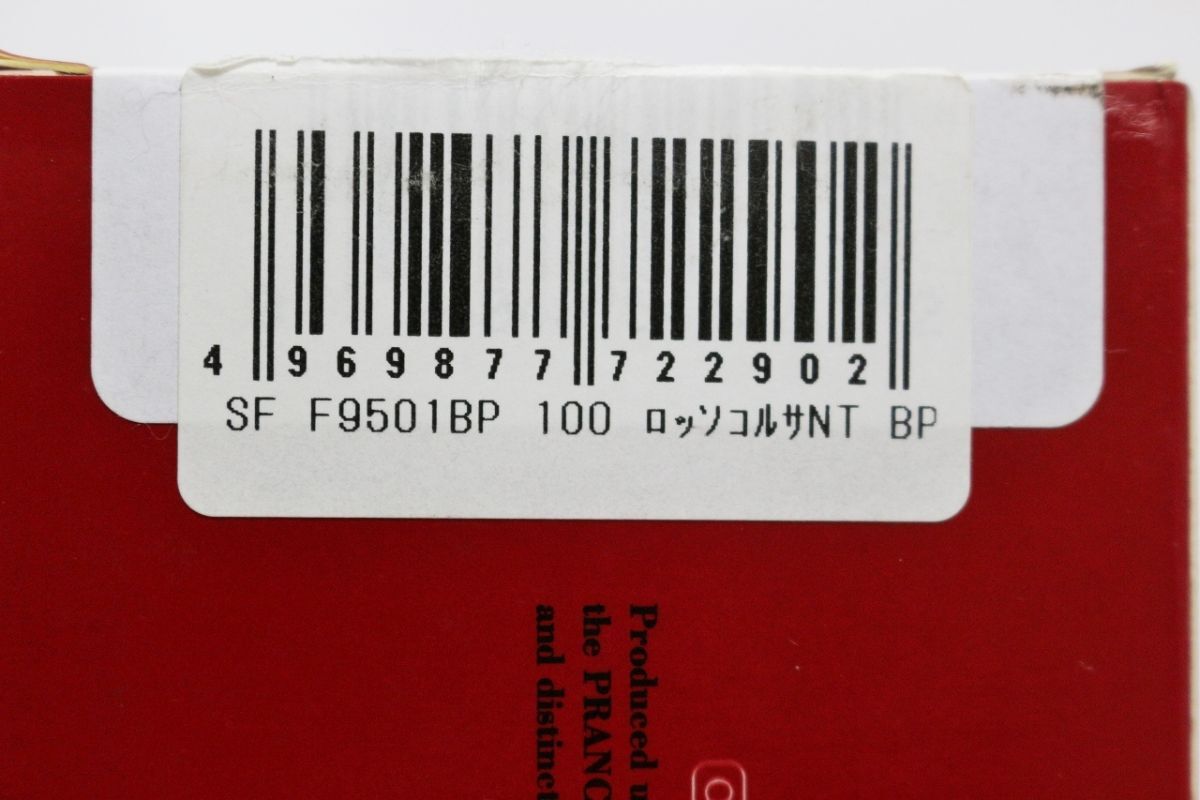 4 969877 722902
SF F9501BP 100 ロッソコルサNT BP
Produced
the PRANC
and distinct